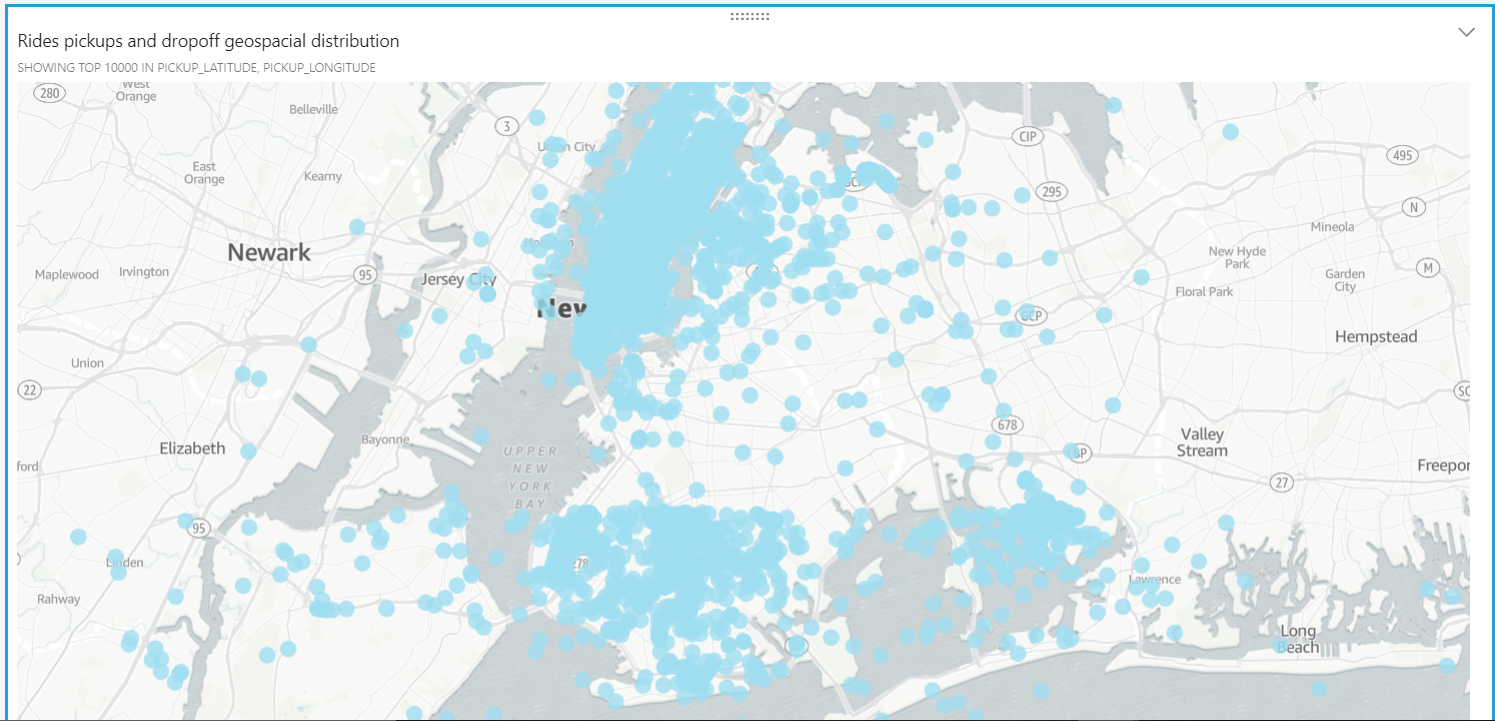 Rides pickups and dropoff geospacial distribution
SHOWING TOP 10000 IN PICKUP_LATITUDE, PICKUP_LONGITUDE
280
West
Orange
Belleville
3
Union City
CIP
495
East
Orange
Kearny
295
N
Newark
Mineola
New Hyde
Park
Maplewood
Irvington
95
Jersey City
M
Garden
City
Floral Park
New
GCP
Hempstead
Union
22
678
Elizabeth
Bayonne
Valley
Stream
BP
ford
Freepor
UPPER
NEW
YORK
BAY
27
95
Linden
278
Lawrence
Rahway
Long
Beach